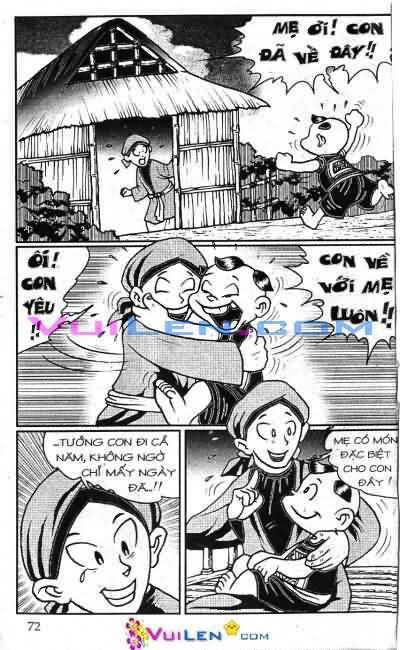 MẸ ƠI! CON
ĐÃ VỀ ĐÂY!!
ÔI!
CON
YÊU
!!
CON VỀ
VỚI MẸ
LUÔN!!
VUILEN.COM
...TƯỞNG CON ĐI CẢ
NĂM, KHÔNG NGỜ
CHỈ MẤY NGÀY
ĐÃ...!!
MẸ CÓ MÓN
ĐẶC BIỆT
CHO CON
ĐÂY!
72
VUILEN.COM